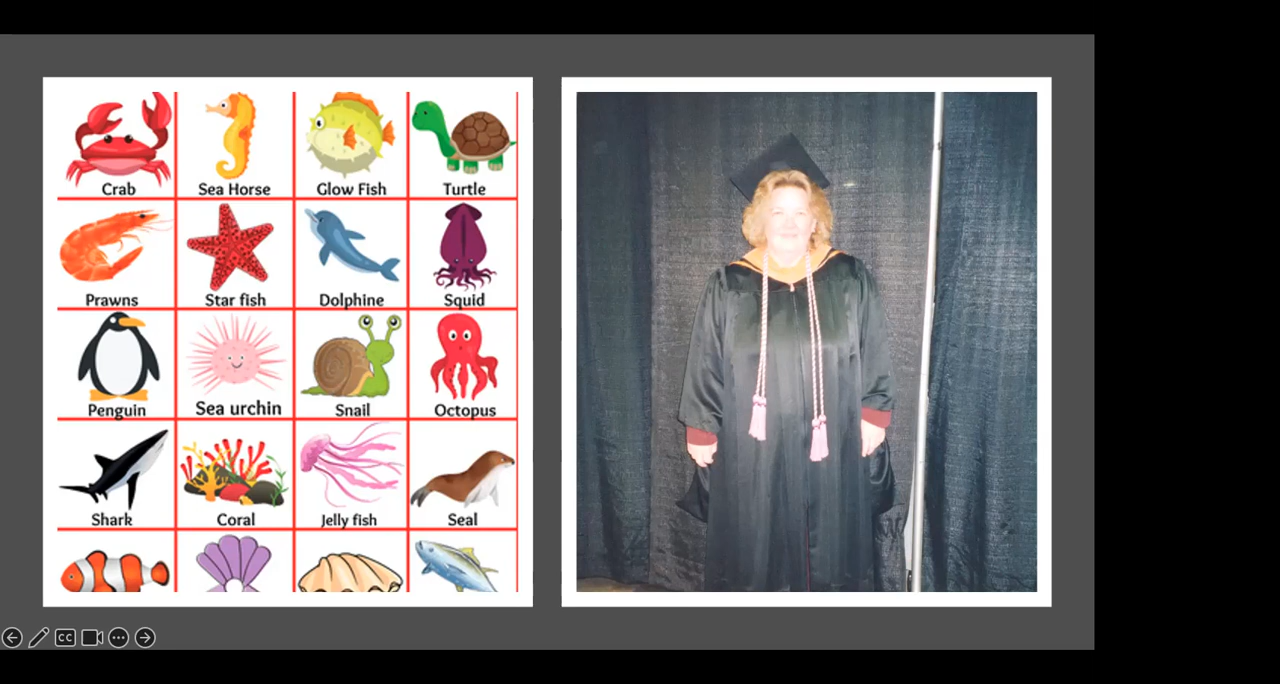 Crab
Sea Horse
Glow Fish
Turtle
Prawns
Star fish
Dolphine
Squid
Penguin
Sea urchin
Snail
Octopus
Shark
Coral
Jelly fish
Seal
CC